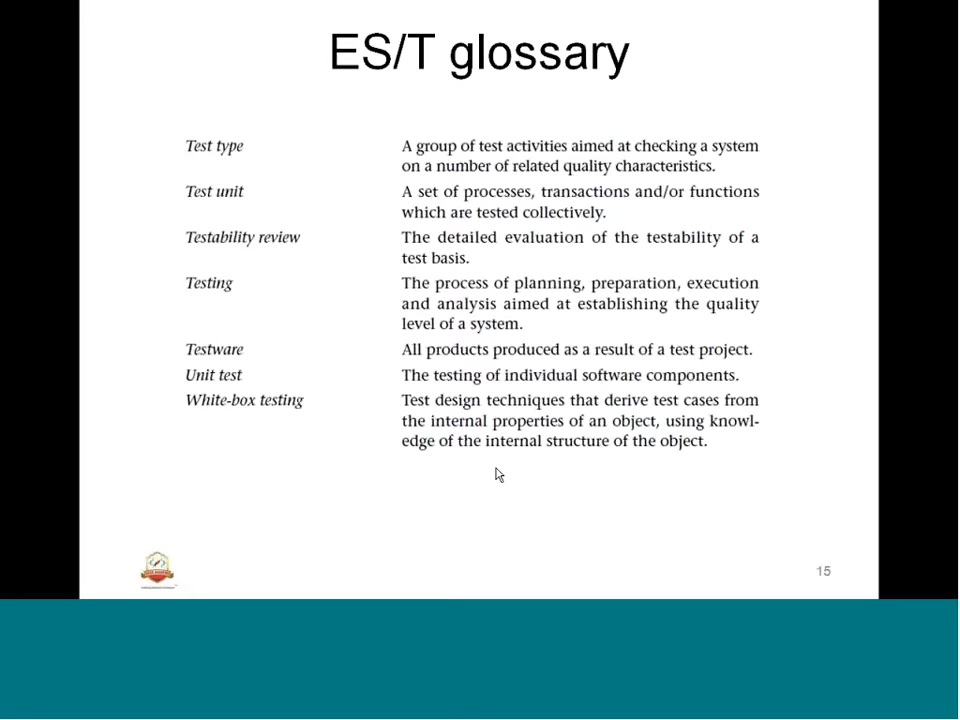 ES/T glossary
Test type A group of test activities aimed at checking a system
on a number of related quality characteristics.
Test unit A set of processes, transactions and/or functions
which are tested collectively.
Testability review The detailed evaluation of the testability of a
test basis.
Testing The process of planning, preparation, execution
and analysis aimed at establishing the quality
level of a system.
Testware All products produced as a result of a test project.
Unit test The testing of individual software components.
White-box testing Test design techniques that derive test cases from
the internal properties of an object, using knowl-
edge of the internal structure of the object.
15